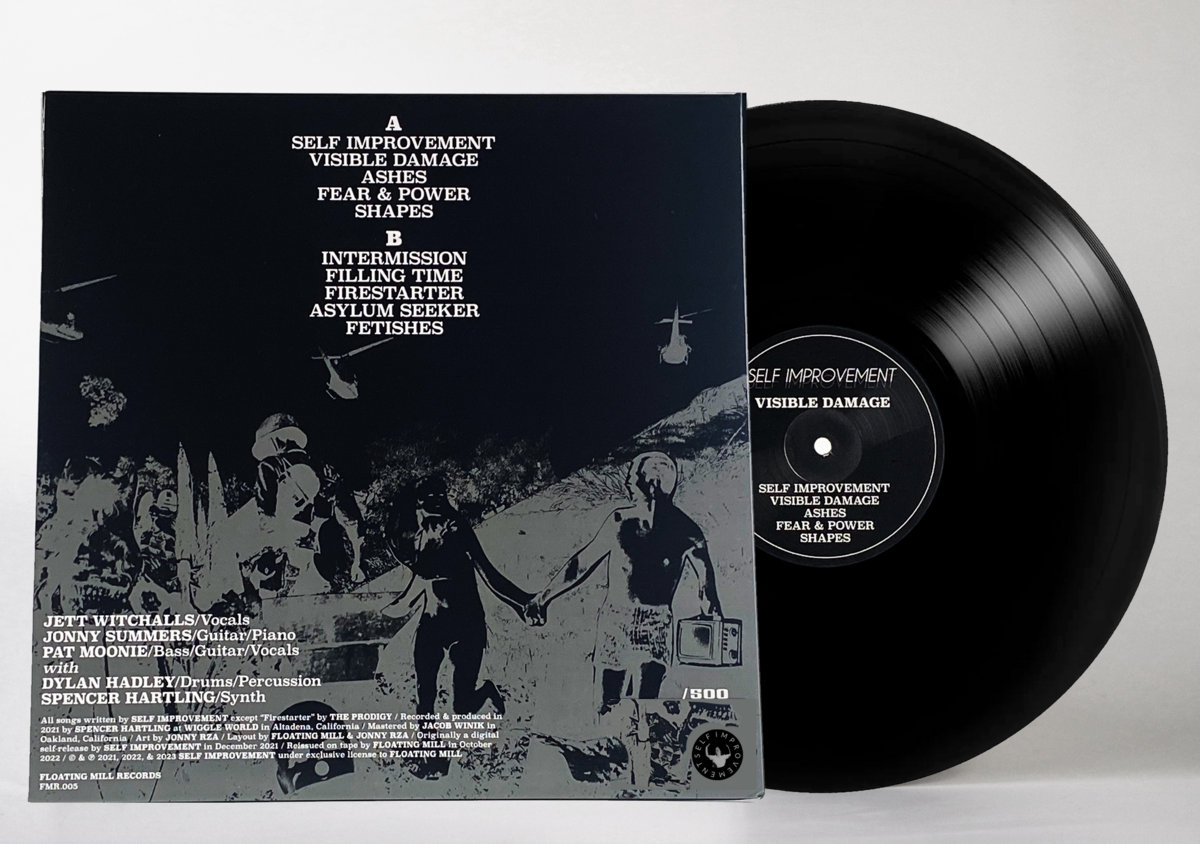 A
SELF IMPROVEMENT
VISIBLE DAMAGE
ASHES
FEAR & POWER
SHAPES
B
INTERMISSION
FILLING TIME
FIRESTARTER
ASYLUM SEEKER
FETISHES
JETT WITCHALLS/Vocals
JONNY SUMMERS/Guitar/Piano
PAT MOONIE/Bass/Guitar/Vocals
with
DYLAN HADLEY/Drums/Percussion
SPENCER HARTLING/Synth
All songs written by SELF IMPROVEMENT except "Firestarter" by THE PRODIGY / Recorded & produced in
2021 by SPENCER HARTLING at WIGGLE WORLD in Altadena, California / Mastered by JACOB WINIK in
Oakland, California / Art by JONNY RZA / Layout by FLOATING MILL & JONNY RZA / Originally a digital
self-release by SELF IMPROVEMENT in December 2021 / Reissued on tape by FLOATING MILL in October
2022 / © & ℗ 2021, 2022, & 2023 SELF IMPROVEMENT under exclusive license to FLOATING MILL
FLOATING MILL RECORDS
FMR.005
/500
SELF IMPROVEMENTS
SELF IMPROVEMENT
VISIBLE DAMAGE
SELF IMPROVEMENT
VISIBLE DAMAGE
ASHES
FEAR & POWER
SHAPES